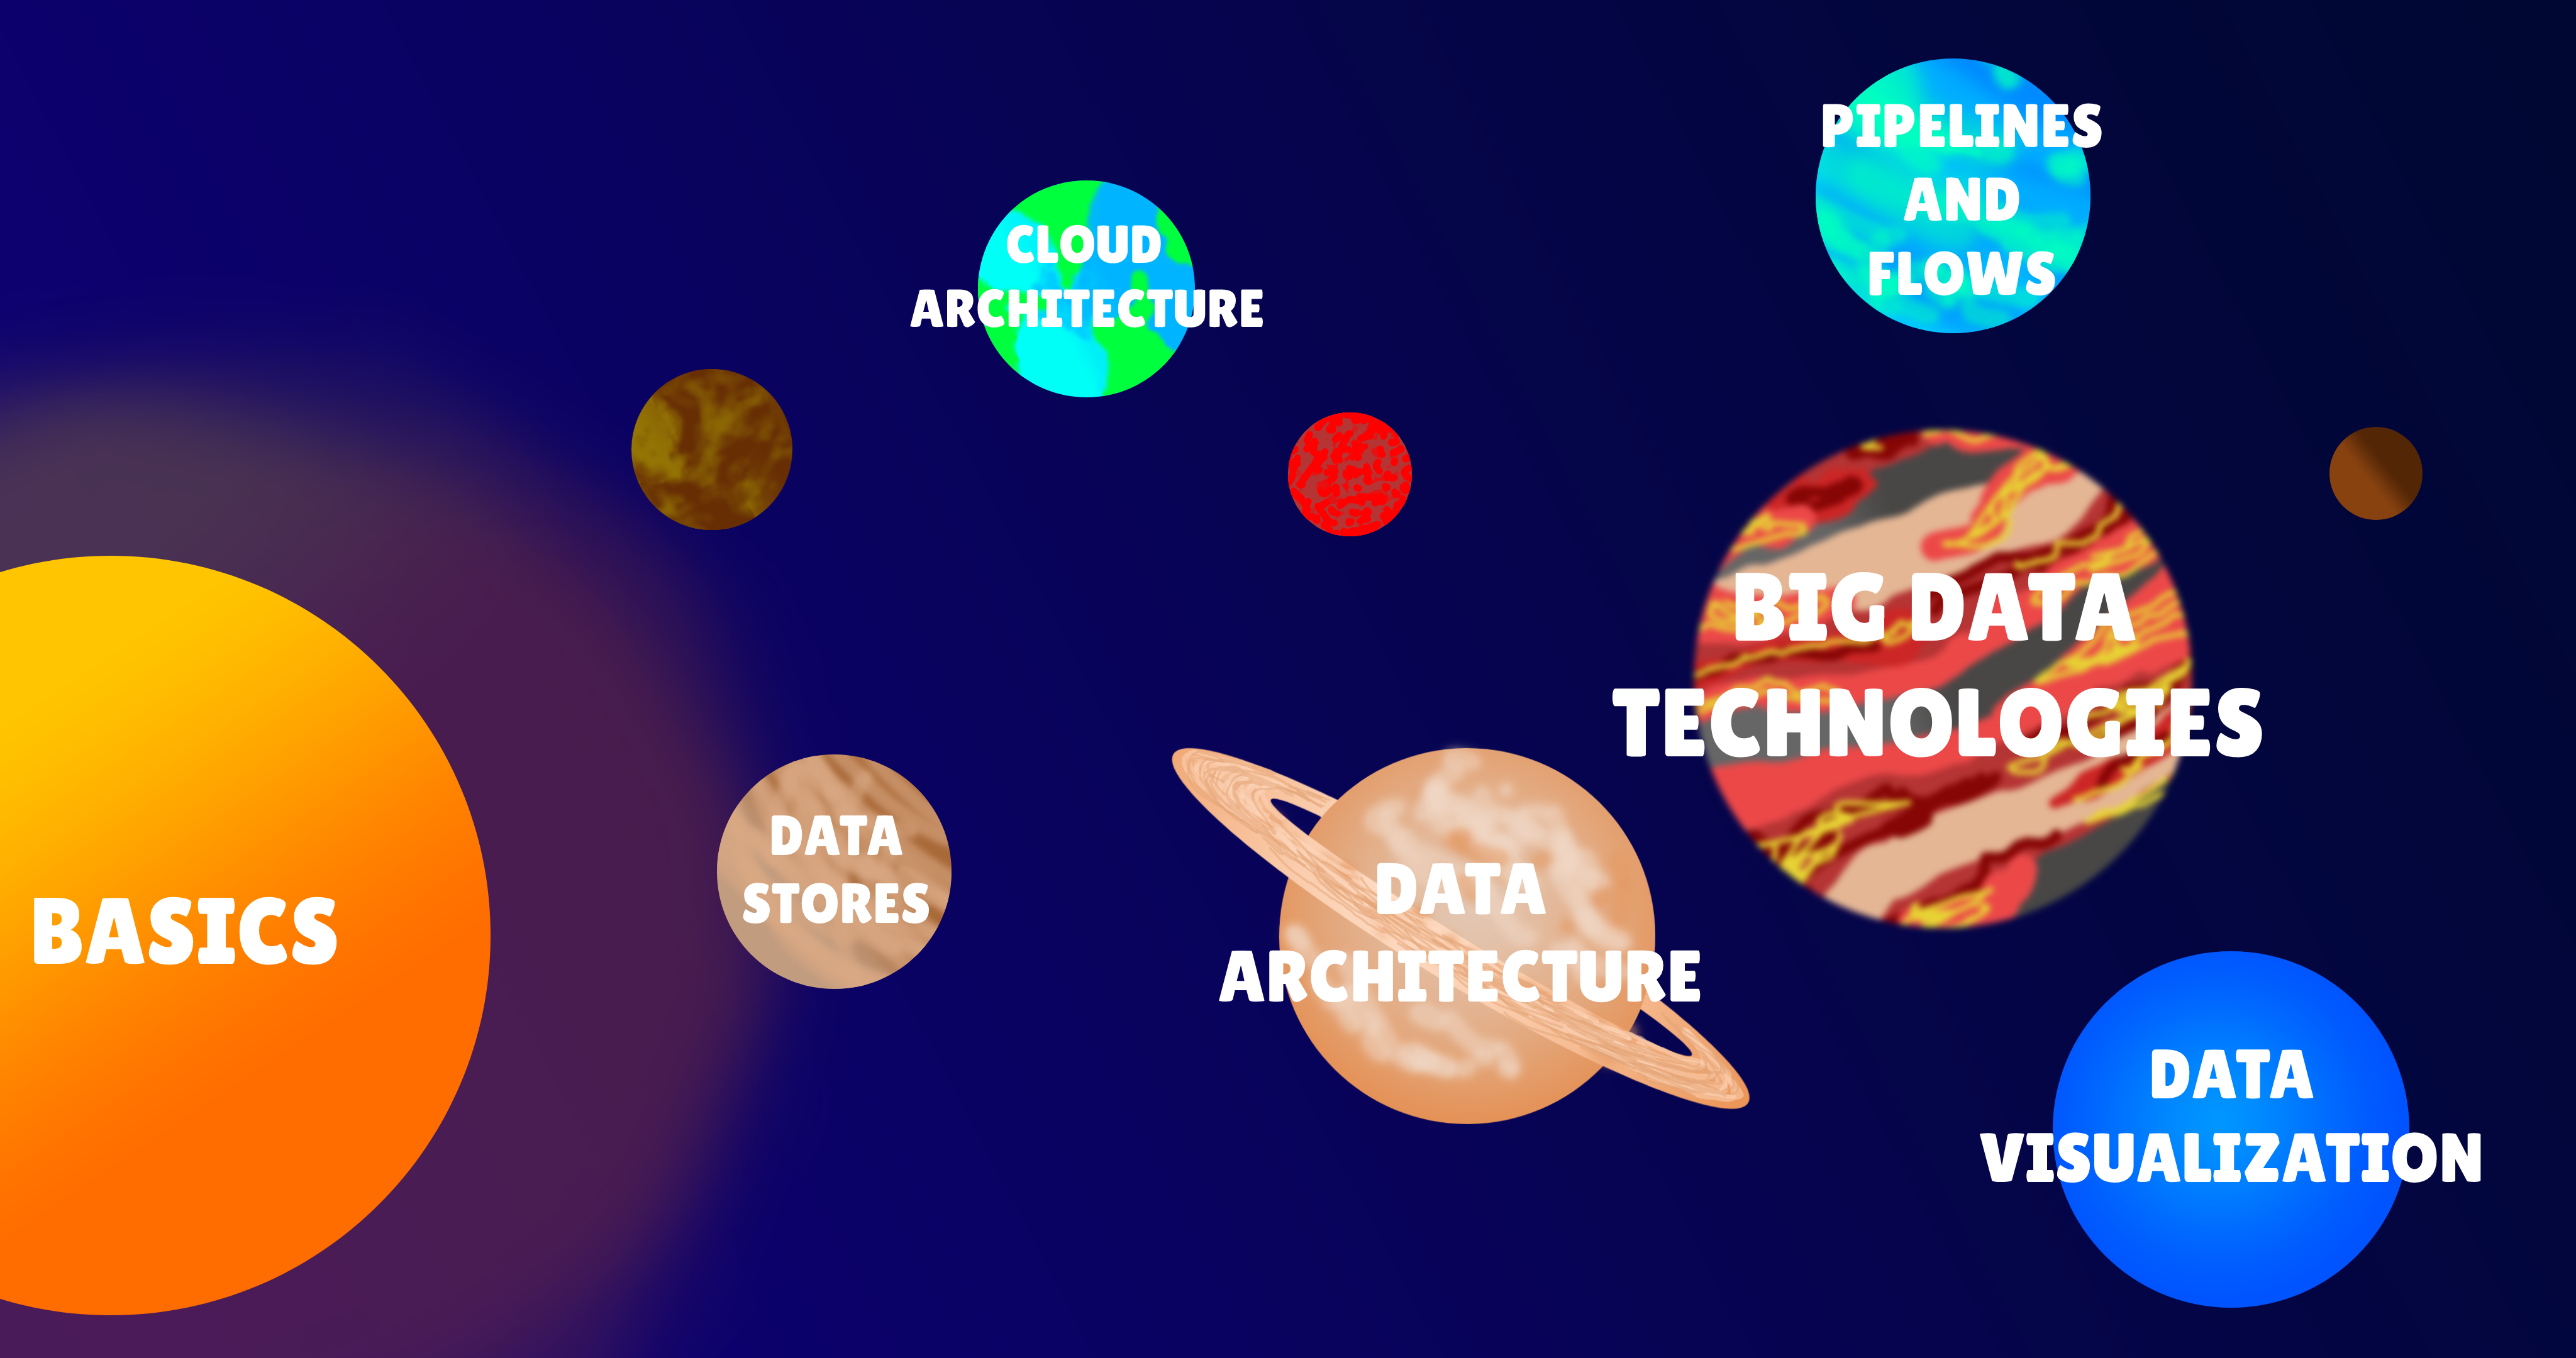 PIPELINES
AND
FLOWS
CLOUD
ARCHITECTURE
BIG DATA
TECHNOLOGIES
DATA
STORES
DATA
ARCHITECTURE
BASICS
DATA
VISUALIZATION